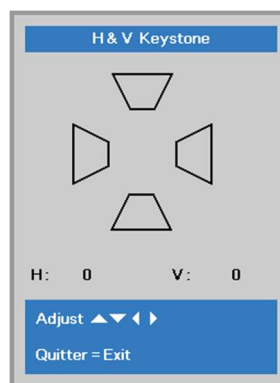 H & V Keystone
H: 0 V: 0
Adjust ▲▼◀▶
Quitter = Exit